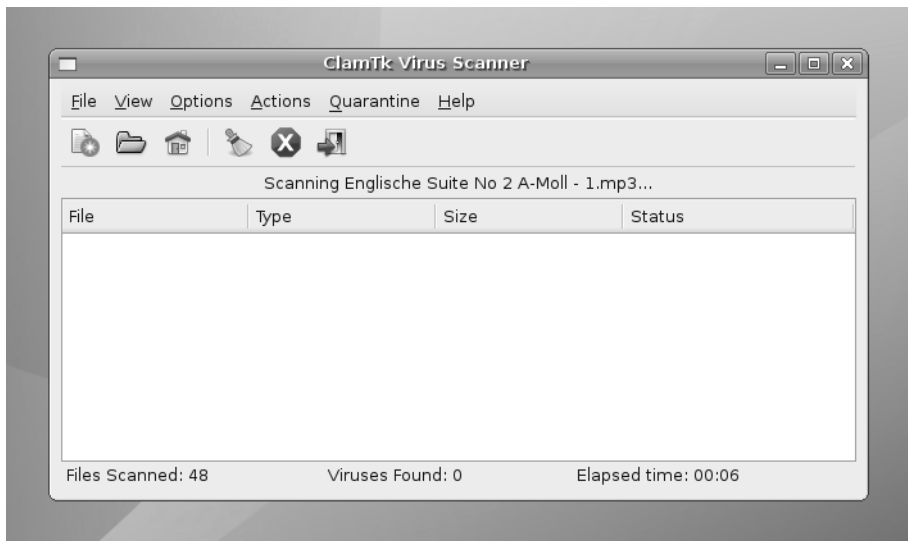 ClamTk Virus Scanner
File View Options Actions Quarantine Help
Scanning Englische Suite No 2 A-Moll - 1.mp3...
File Type Size Status
Files Scanned: 48 Viruses Found: 0 Elapsed time: 00:06